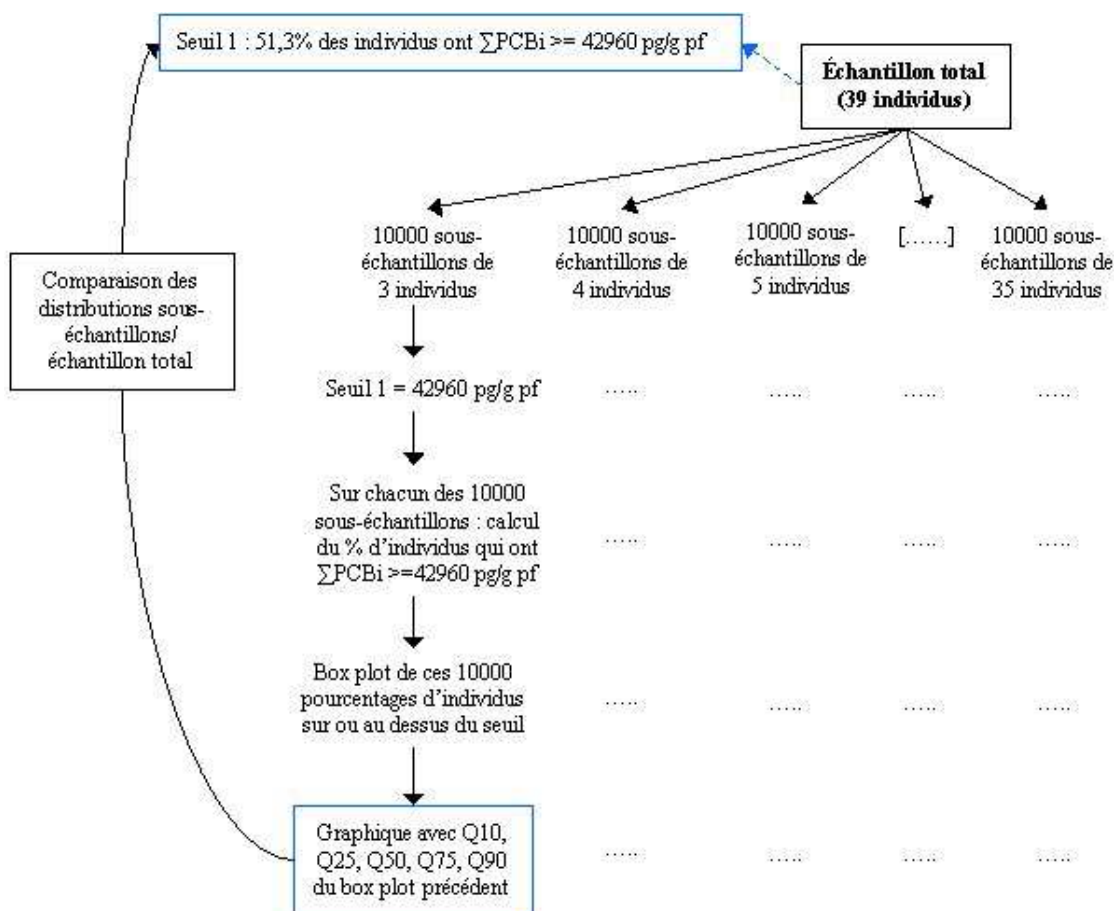 Seuil 1 : 51,3% des individus ont ∑PCBi >= 42960 pg/g pf
Échantillon total
(39 individus)
10000 sous-
échantillons de
3 individus
10000 sous-
échantillons de
4 individus
10000 sous-
échantillons de
5 individus
[......]
10000 sous-
échantillons de
35 individus
Comparaison des
distributions sous-
échantillons/
échantillon total
Seuil 1 = 42960 pg/g pf
.....
.....
.....
.....
Sur chacun des 10000
sous-échantillons : calcul
du % d’individus qui ont
∑PCBi >=42960 pg/g pf
.....
.....
.....
.....
Box plot de ces 10000
pourcentages d’individus
sur ou au dessus du seuil
.....
.....
.....
.....
Graphique avec Q10,
Q25, Q50, Q75, Q90
du box plot précédent
.....
.....
.....
.....